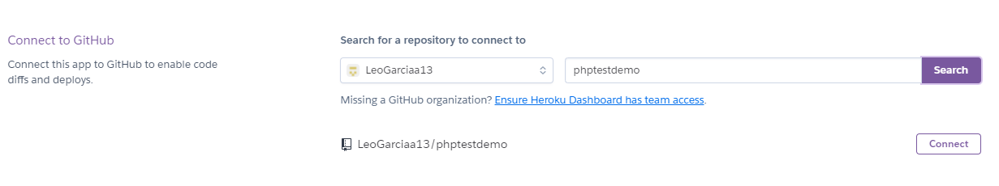 Connect to GitHub
Connect this app to GitHub to enable code
diffs and deploys.
Search for a repository to connect to
LeoGarciaa13
phptestdemo
Search
Missing a GitHub organization? Ensure Heroku Dashboard has team access.
LeoGarciaa13/phptestdemo
Connect